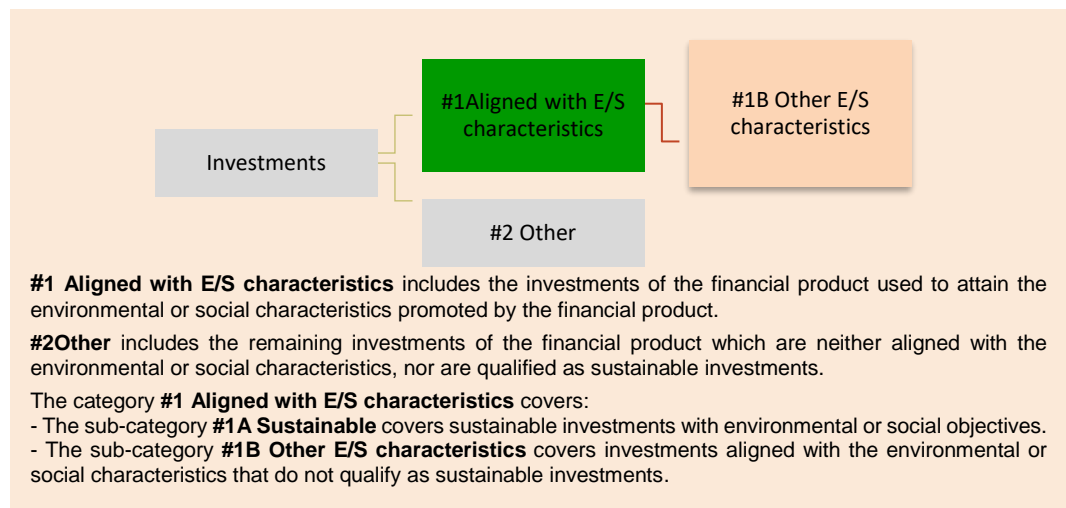 #1Aligned with E/S
characteristics
#1B Other E/S
characteristics
Investments
#2 Other
#1 Aligned with E/S characteristics includes the investments of the financial product used to attain the
environmental or social characteristics promoted by the financial product.
#2Other includes the remaining investments of the financial product which are neither aligned with the
environmental or social characteristics, nor are qualified as sustainable investments.
The category #1 Aligned with E/S characteristics covers:
- The sub-category #1A Sustainable covers sustainable investments with environmental or social objectives.
- The sub-category #1B Other E/S characteristics covers investments aligned with the environmental or
social characteristics that do not qualify as sustainable investments.